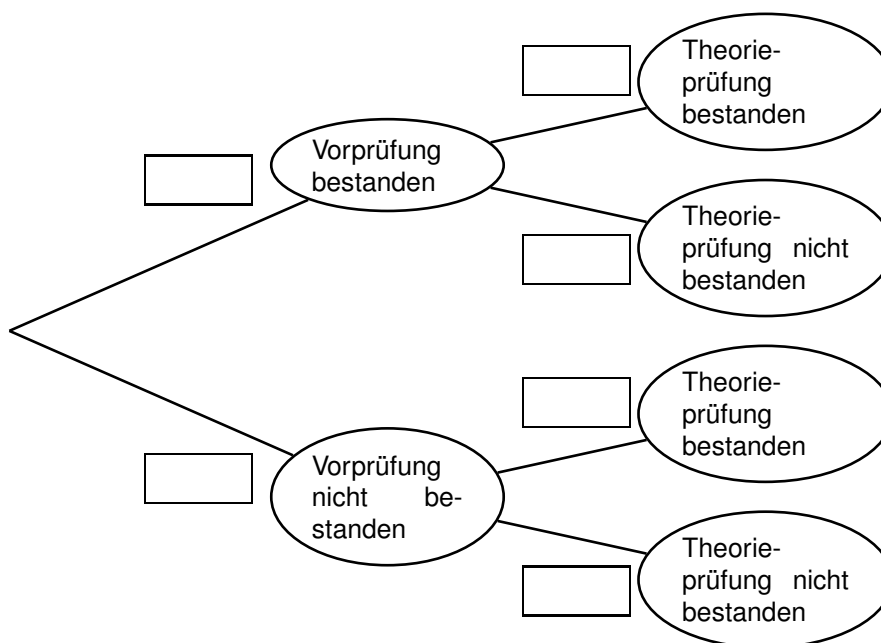 Theorie-
prüfung
bestanden
Vorprüfung
bestanden
Theorie-
prüfung nicht
bestanden
Theorie-
prüfung
bestanden
Vorprüfung
nicht be-
standen
Theorie-
prüfung nicht
bestanden